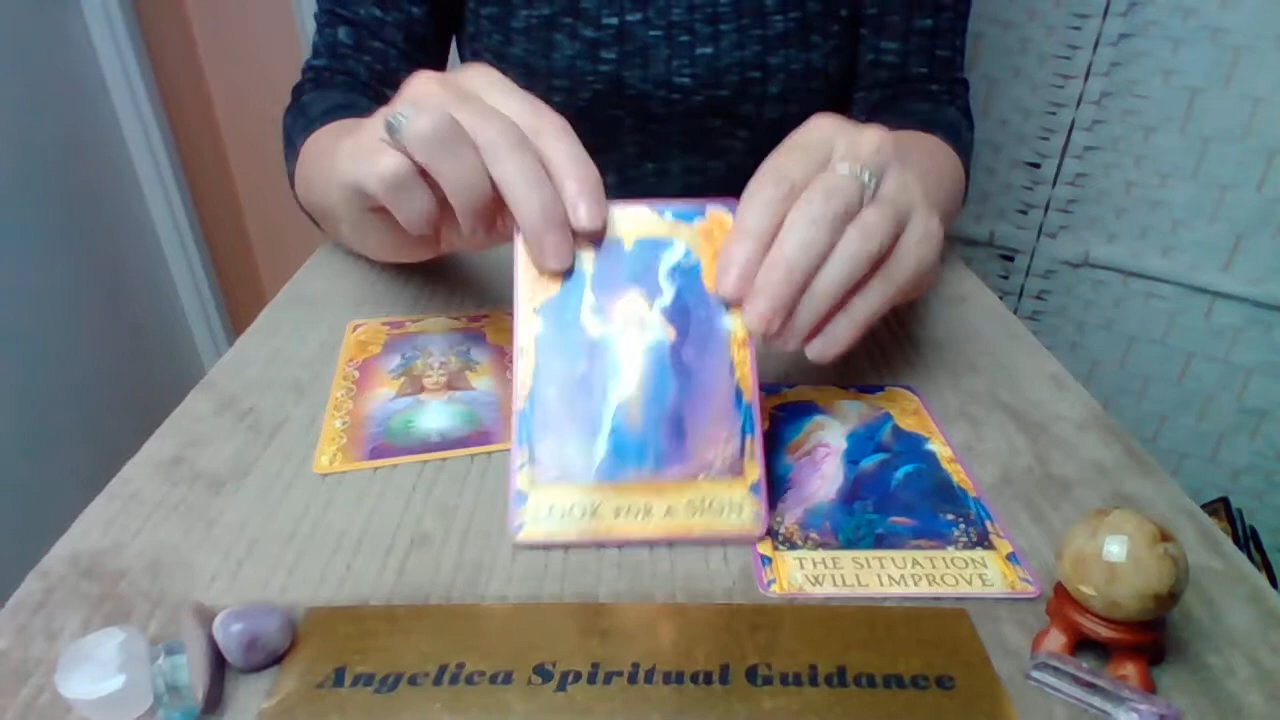 LOOK FOR A SIGN
THE SITUATION
WILL IMPROVE
Angelica Spiritual Guidance